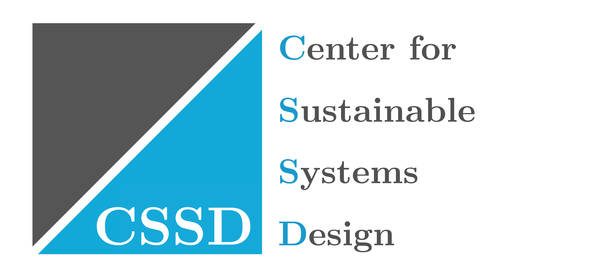 CSSD
Center for
Sustainable
Systems
Design